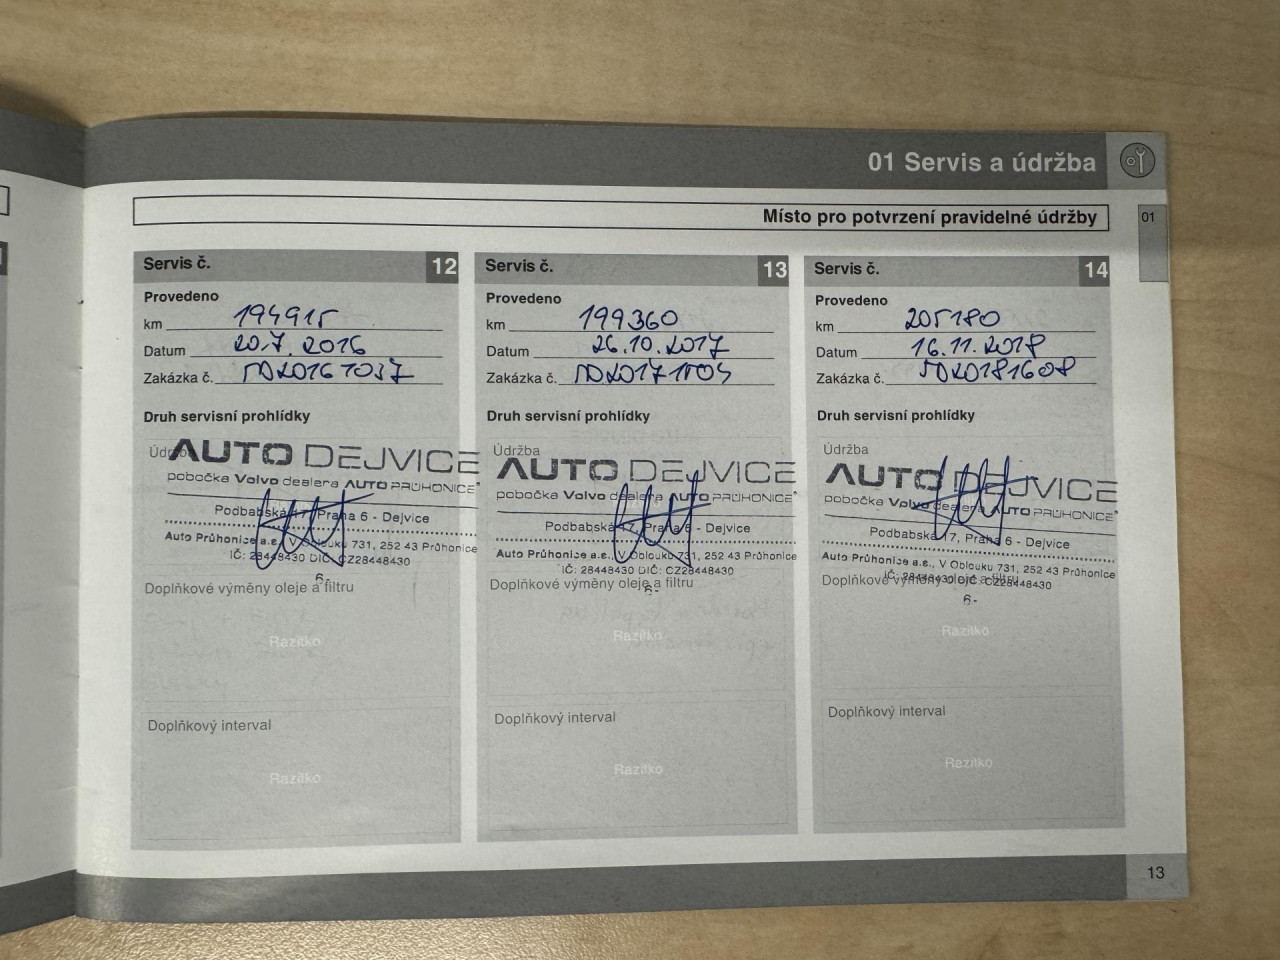 01 Servis a údržba
Místo pro potvrzení pravidelné údržby
01
Servis č. 12
Provedeno
km 194915
Datum 20.7.2016
Zakázka č.
Druh servisní prohlídky
Údržba
AUTO DEJVICE
pobočka Volvo dealera AUTO PRŮHONICE
Podbabská 17, Praha 6 - Dejvice
Auto Průhonice a.s., V Oblouku 731, 252 43 Průhonice
IČ: 28448430 DIČ: CZ28448430
6-
Doplňkové výměny oleje a filtru
Razítko
Doplňkový interval
Razítko
Servis č. 13
Provedeno
km 199360
Datum 26.10.2017
Zakázka č.
Druh servisní prohlídky
Údržba
AUTO DEJVICE
pobočka Volvo dealera AUTO PRŮHONICE
Podbabská 17, Praha 6 - Dejvice
Auto Průhonice a.s., V Oblouku 731, 252 43 Průhonice
IČ: 28448430 DIČ: CZ28448430
Doplňkové výměny oleje a filtru
6-
Razítko
Doplňkový interval
Razítko
Servis č. 14
Provedeno
km 205180
Datum 16.11.2018
Zakázka č.
Druh servisní prohlídky
Údržba
AUTO DEJVICE
pobočka Volvo dealera AUTO PRŮHONICE
Podbabská 17, Praha 6 - Dejvice
Auto Průhonice a.s., V Oblouku 731, 252 43 Průhonice
IČ: 28448430 DIČ: CZ28448430
Doplňkové výměny oleje a filtru
6-
Razítko
Doplňkový interval
Razítko
13